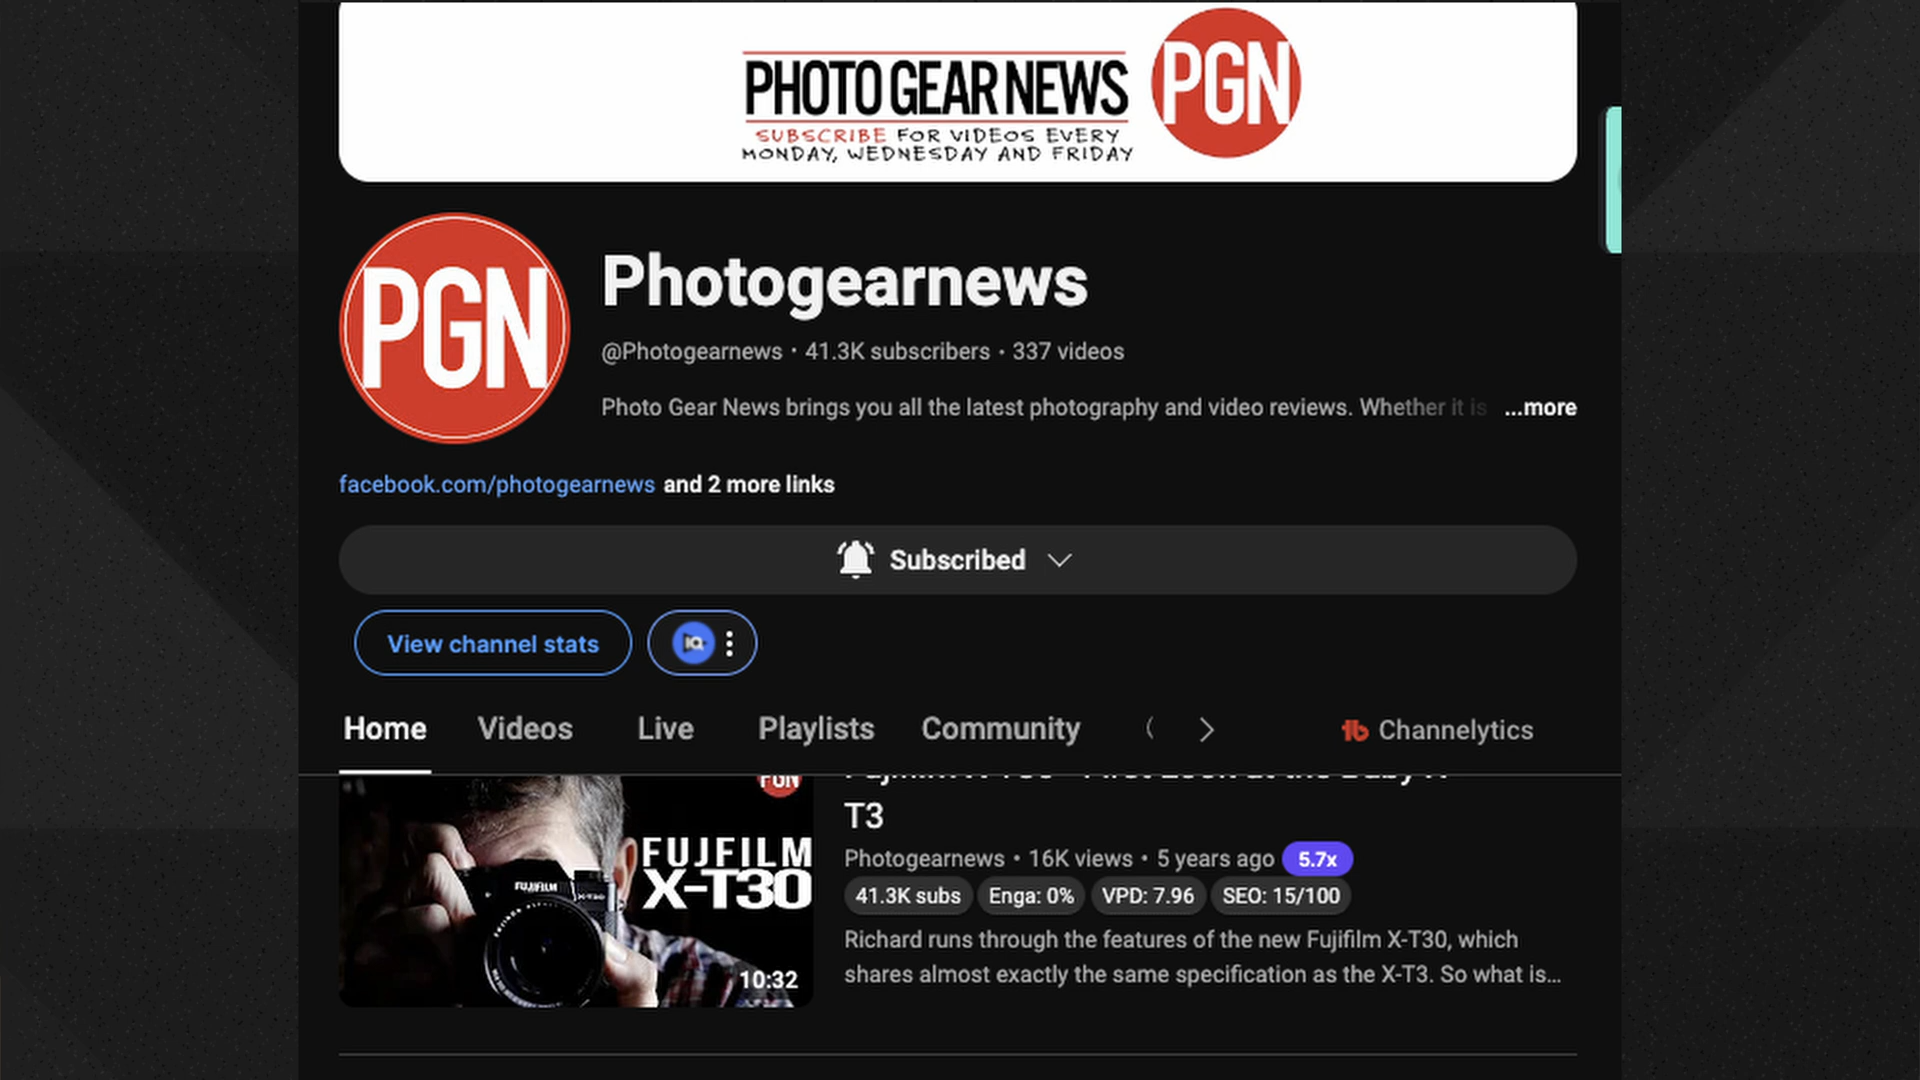 PHOTO GEAR NEWS
SUBSCRIBE FOR VIDEOS EVERY
MONDAY, WEDNESDAY AND FRIDAY
PGN
PGN
Photogearnews
@Photogearnews • 41.3K subscribers • 337 videos
Photo Gear News brings you all the latest photography and video reviews. Whether it is ...more
facebook.com/photogearnews and 2 more links
Subscribed
View channel stats
IQ
Home Videos Live Playlists Community Channelytics
PGN
FUJIFILM
X-T30
FUJIFILM
X-T30
10:32
T3
Photogearnews • 16K views • 5 years ago 5.7x
41.3K subs Enga: 0% VPD: 7.96 SEO: 15/100
Richard runs through the features of the new Fujifilm X-T30, which
shares almost exactly the same specification as the X-T3. So what is...